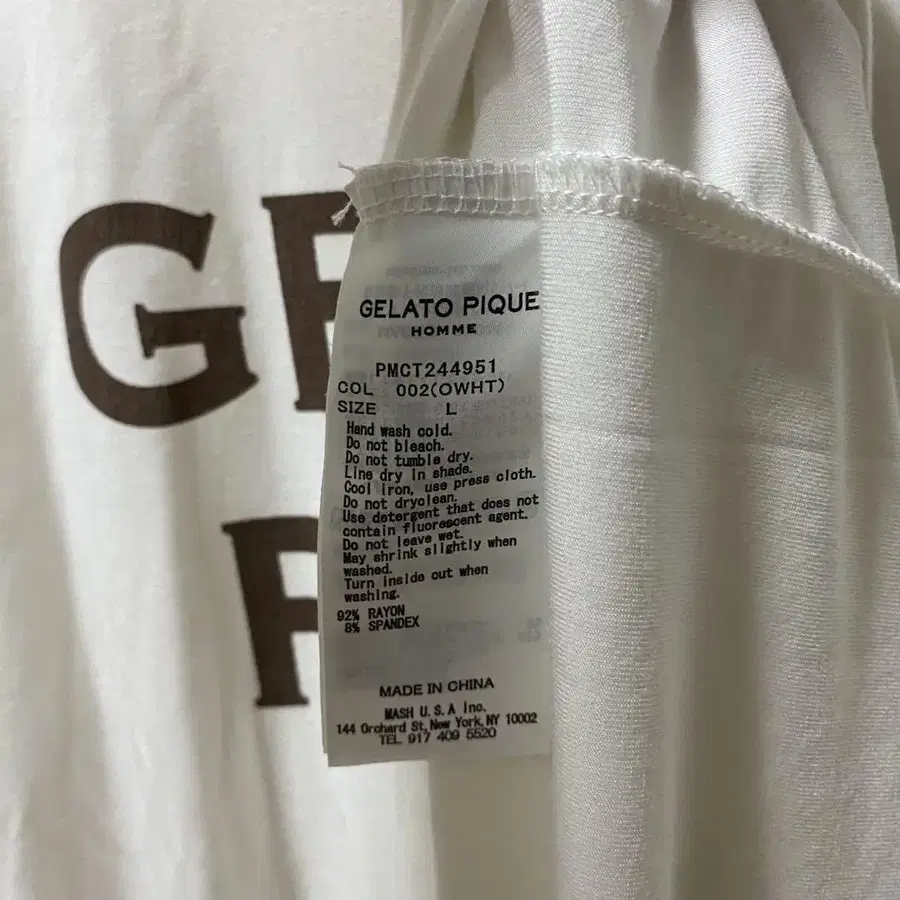 GE
P
GELATO PIQUE
HOMME
PMCT244951
COL 002(OWHT)
SIZE L
Hand wash cold.
Do not bleach.
Do not tumble dry.
Line dry in shade.
Cool iron, use press cloth.
Do not dryclean.
Use detergent that does not
contain fluorescent agent.
Do not leave wet.
May shrink slightly when
washed.
Turn inside out when
washing.
92% RAYON
8% SPANDEX
MADE IN CHINA
MASH U.S.A Inc.
144 Orchard St, New York, NY 10002
TEL 917 409 5520